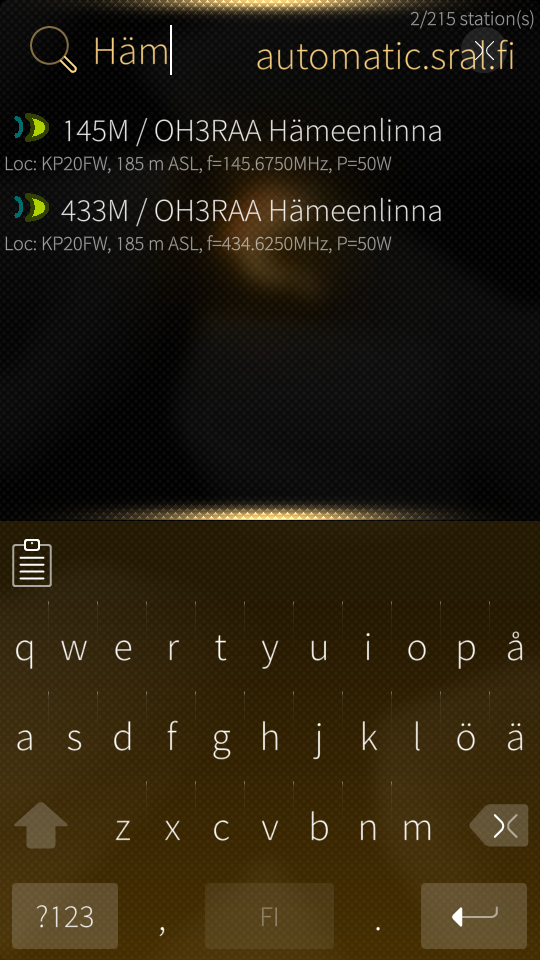 2/215 station(s)
Häm automatic.sral.fi
145M / OH3RAA Hämeenlinna
Loc: KP20FW, 185 m ASL, f=145.6750MHz, P=50W
433M / OH3RAA Hämeenlinna
Loc: KP20FW, 185 m ASL, f=434.6250MHz, P=50W
q w e r t y u i o p å
a s d f g h j k l ö ä
z x c v b n m
?123 , FI .